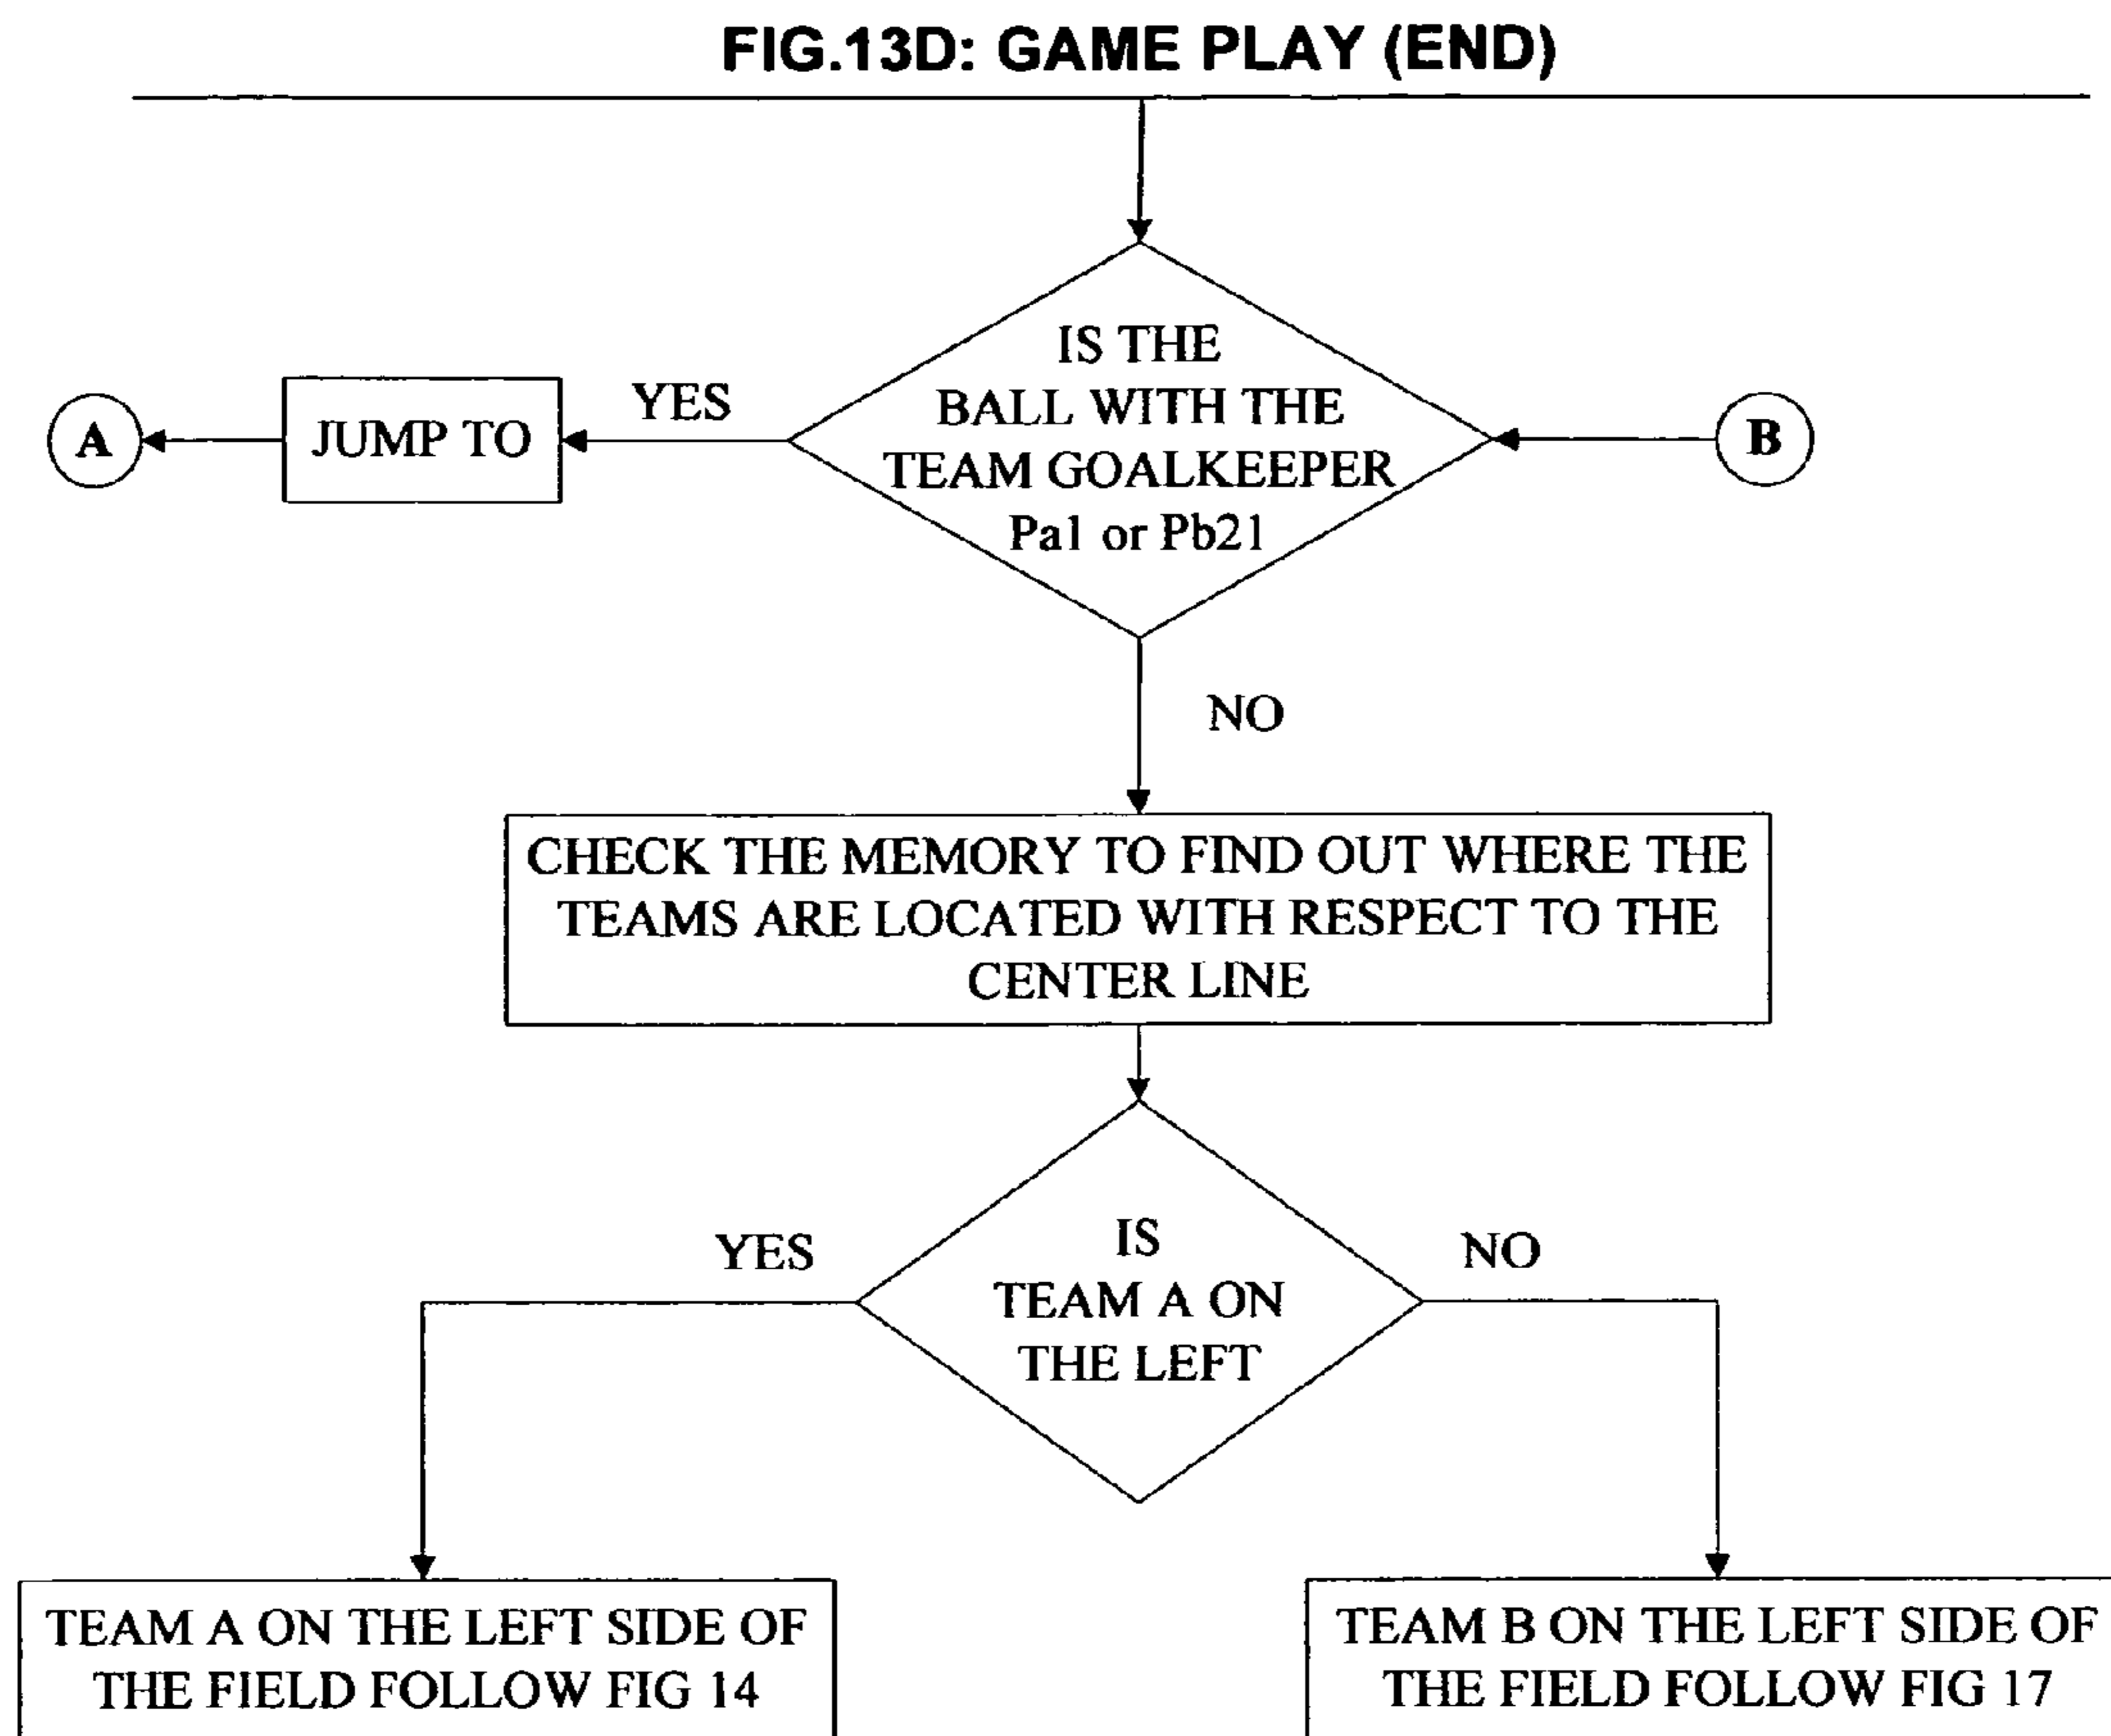 FIG.13D: GAME PLAY (END)
IS THE
BALL WITH THE
TEAM GOALKEEPER
Pa1 or Pb21
YES
JUMP TO
A
B
NO
CHECK THE MEMORY TO FIND OUT WHERE THE
TEAMS ARE LOCATED WITH RESPECT TO THE
CENTER LINE
IS
TEAM A ON
THE LEFT
YES
NO
TEAM A ON THE LEFT SIDE OF
THE FIELD FOLLOW FIG 14
TEAM B ON THE LEFT SIDE OF
THE FIELD FOLLOW FIG 17